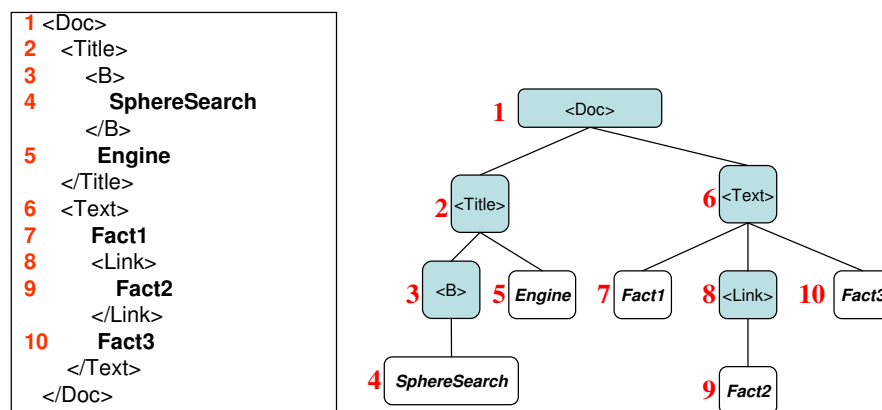 1 <Doc>
2 <Title>
3 <B>
4 SphereSearch
</B>
5 Engine
</Title>
6 <Text>
7 Fact1
8 <Link>
9 Fact2
</Link>
10 Fact3
</Text>
</Doc>
1 <Doc>
2 <Title>
6 <Text>
3 <B>
5 Engine
7 Fact1
8 <Link>
10 Fact3
4 SphereSearch
9 Fact2